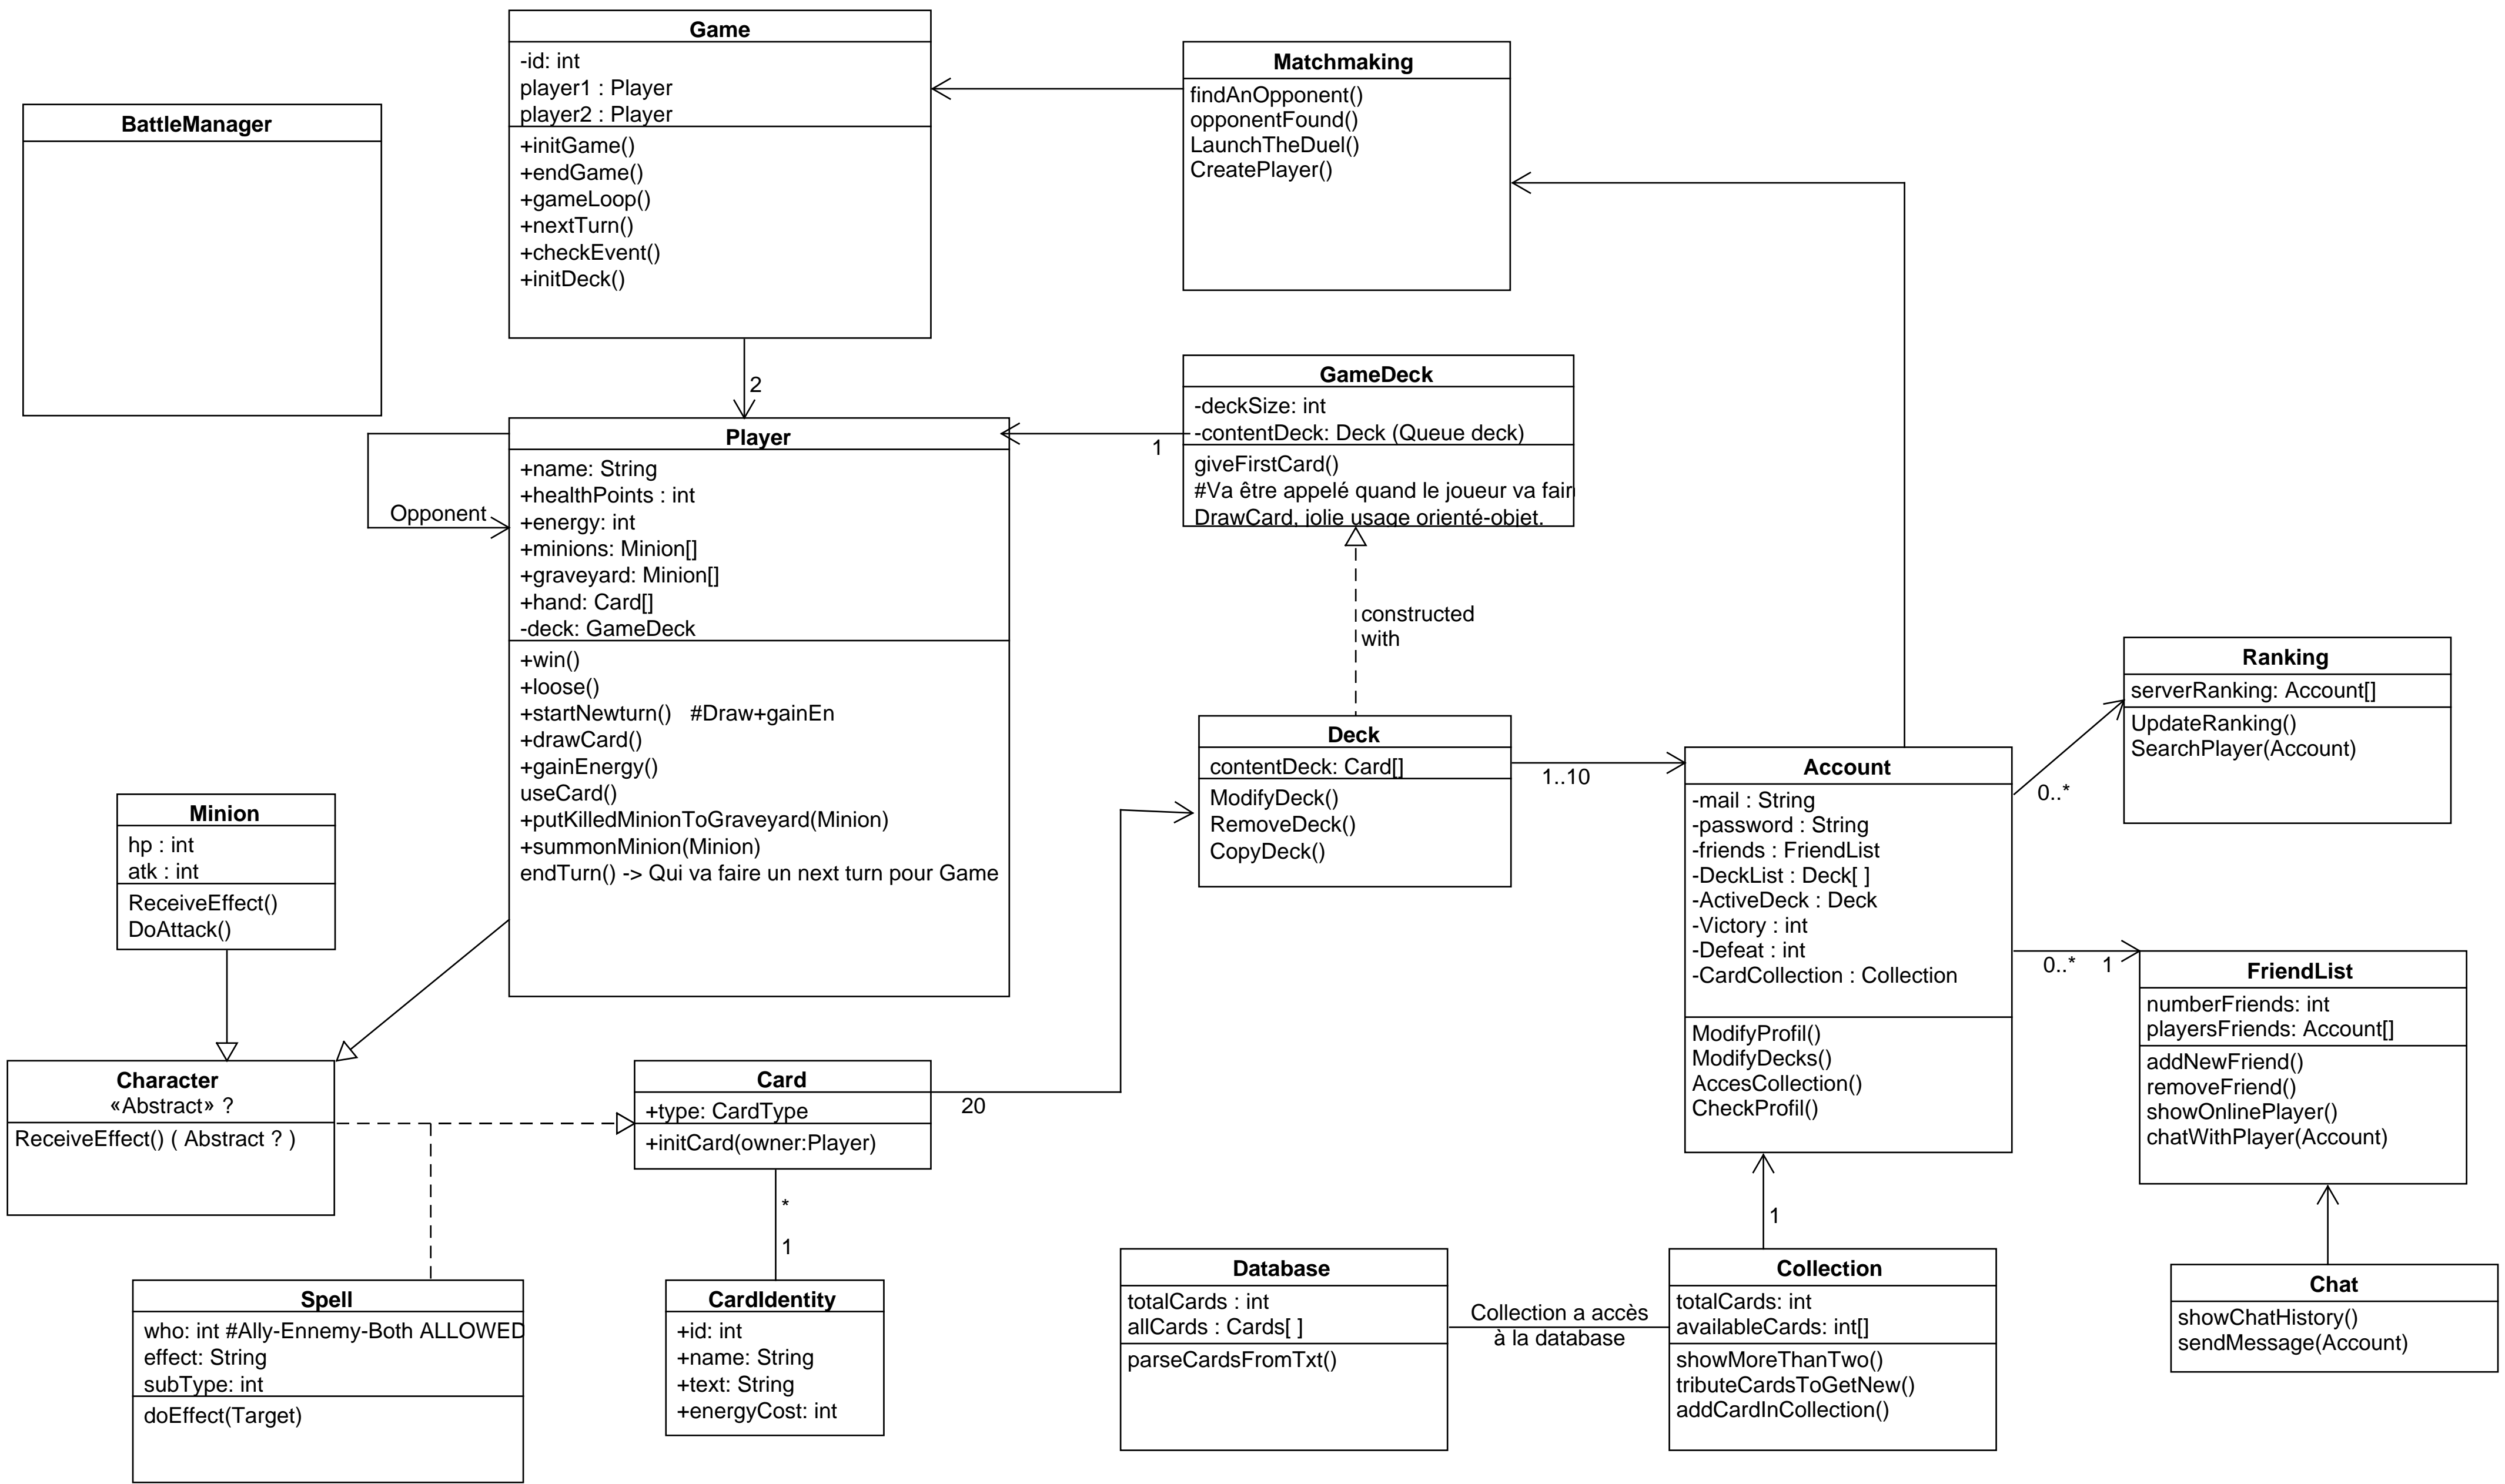 Game
-id: int
player1 : Player
player2 : Player
+initGame()
+endGame()
+gameLoop()
+nextTurn()
+checkEvent()
+initDeck()
Matchmaking
findAnOpponent()
opponentFound()
LaunchTheDuel()
CreatePlayer()
BattleManager
2
GameDeck
-deckSize: int
-contentDeck: Deck (Queue deck)
giveFirstCard()
#Va être appelé quand le joueur va fair
DrawCard, jolie usage orienté-objet.
1
Player
+name: String
+healthPoints : int
+energy: int
+minions: Minion[]
+graveyard: Minion[]
+hand: Card[]
-deck: GameDeck
+win()
+loose()
+startNewturn()   #Draw+gainEn
+drawCard()
+gainEnergy()
useCard()
+putKilledMinionToGraveyard(Minion)
+summonMinion(Minion)
endTurn() -> Qui va faire un next turn pour Game
Opponent
constructed
with
Deck
contentDeck: Card[]
ModifyDeck()
RemoveDeck()
CopyDeck()
1..10
Account
-mail : String
-password : String
-friends : FriendList
-DeckList : Deck[ ]
-ActiveDeck : Deck
-Victory : int
-Defeat : int
-CardCollection : Collection
ModifyProfil()
ModifyDecks()
AccesCollection()
CheckProfil()
Ranking
serverRanking: Account[]
UpdateRanking()
SearchPlayer(Account)
0..*
0..*
1
FriendList
numberFriends: int
playersFriends: Account[]
addNewFriend()
removeFriend()
showOnlinePlayer()
chatWithPlayer(Account)
Minion
hp : int
atk : int
ReceiveEffect()
DoAttack()
Character
«Abstract» ?
ReceiveEffect() ( Abstract ? )
Card
+type: CardType
+initCard(owner:Player)
20
*
1
Spell
who: int #Ally-Ennemy-Both ALLOWED
effect: String
subType: int
doEffect(Target)
CardIdentity
+id: int
+name: String
+text: String
+energyCost: int
Database
totalCards : int
allCards : Cards[ ]
parseCardsFromTxt()
Collection a accès
à la database
1
Collection
totalCards: int
availableCards: int[]
showMoreThanTwo()
tributeCardsToGetNew()
addCardInCollection()
Chat
showChatHistory()
sendMessage(Account)